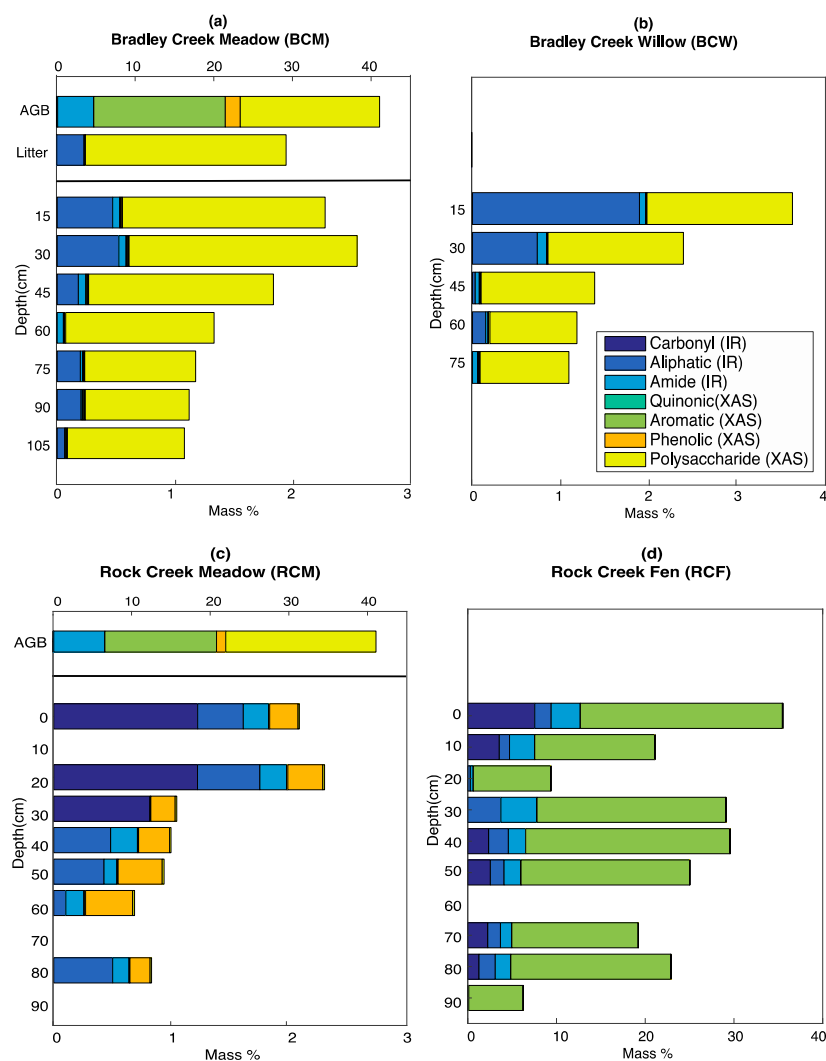 (a)
Bradley Creek Meadow (BCM)
0 10 20 30 40
AGB
Litter
15
30
45
60
75
90
105
Depth(cm)
0 1 2 3
Mass %
(b)
Bradley Creek Willow (BCW)
15
30
45
60
75
Depth(cm)
Carbonyl (IR)
Aliphatic (IR)
Amide (IR)
Quinonic(XAS)
Aromatic (XAS)
Phenolic (XAS)
Polysaccharide (XAS)
0 1 2 3 4
Mass %
(c)
Rock Creek Meadow (RCM)
0 10 20 30 40
AGB
0
10
20
30
40
50
60
70
80
90
Depth(cm)
0 1 2 3
Mass %
(d)
Rock Creek Fen (RCF)
0
10
20
30
40
50
60
70
80
90
Depth(cm)
0 10 20 30 40
Mass %